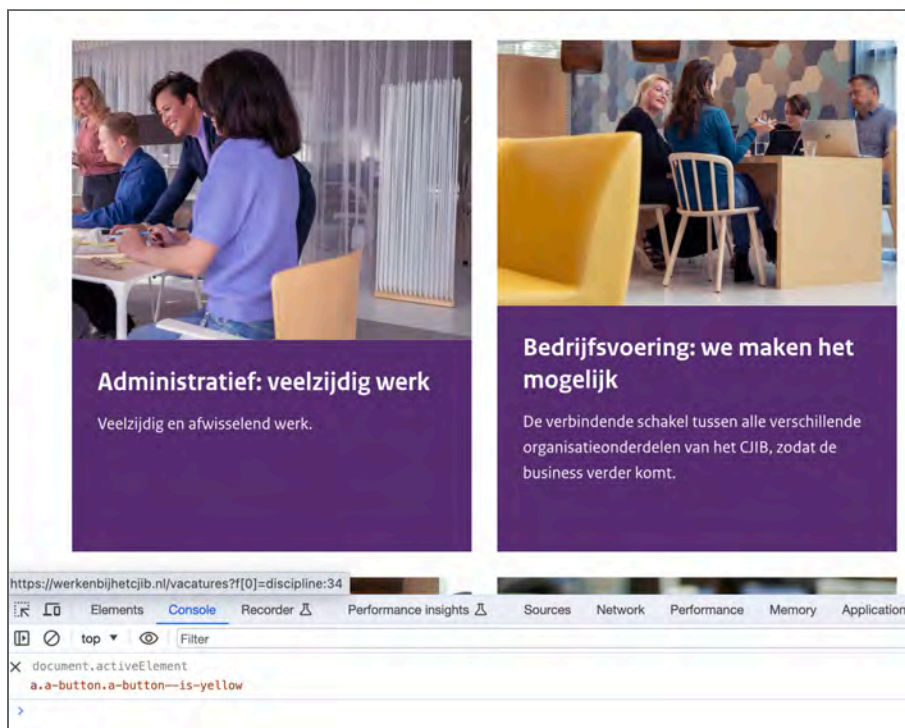 Administratief: veelzijdig werk
Veelzijdig en afwisselend werk.
Bedrijfsvoering: we maken het
mogelijk
De verbindende schakel tussen alle verschillende
organisatieonderdelen van het CJIB, zodat de
business verder komt.
https://werkenbijhetcjib.nl/vacatures?f[0]=discipline:34
Elements Console Recorder Performance insights Sources Network Performance Memory Application
top Filter
document.activeElement
a.a-button.a-button--is-yellow